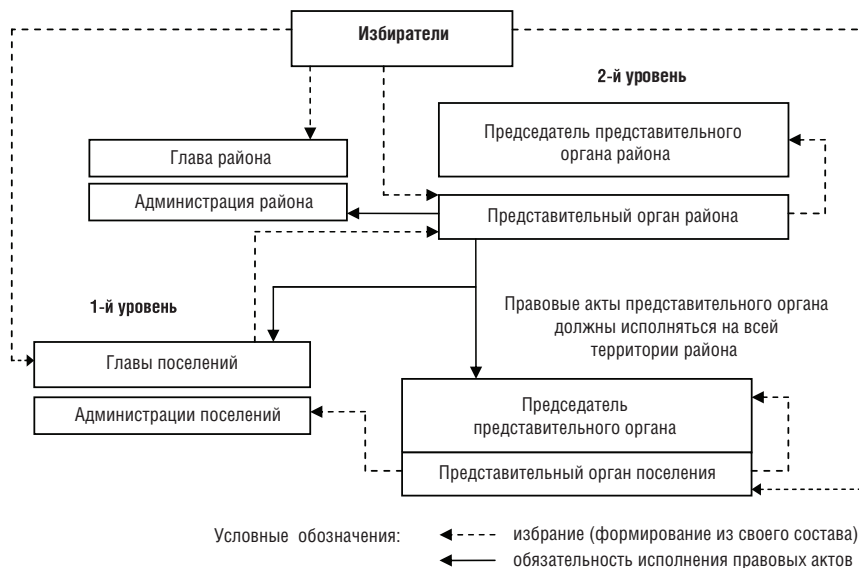 Избиратели
2-й уровень
Председатель представительного
органа района
Глава района
Администрация района
Представительный орган района
1-й уровень
Правовые акты представительного органа
должны исполняться на всей
территории района
Главы поселений
Администрации поселений
Председатель
представительного органа
Представительный орган поселения
Условные обозначения:
избрание (формирование из своего состава)
обязательность исполнения правовых актов